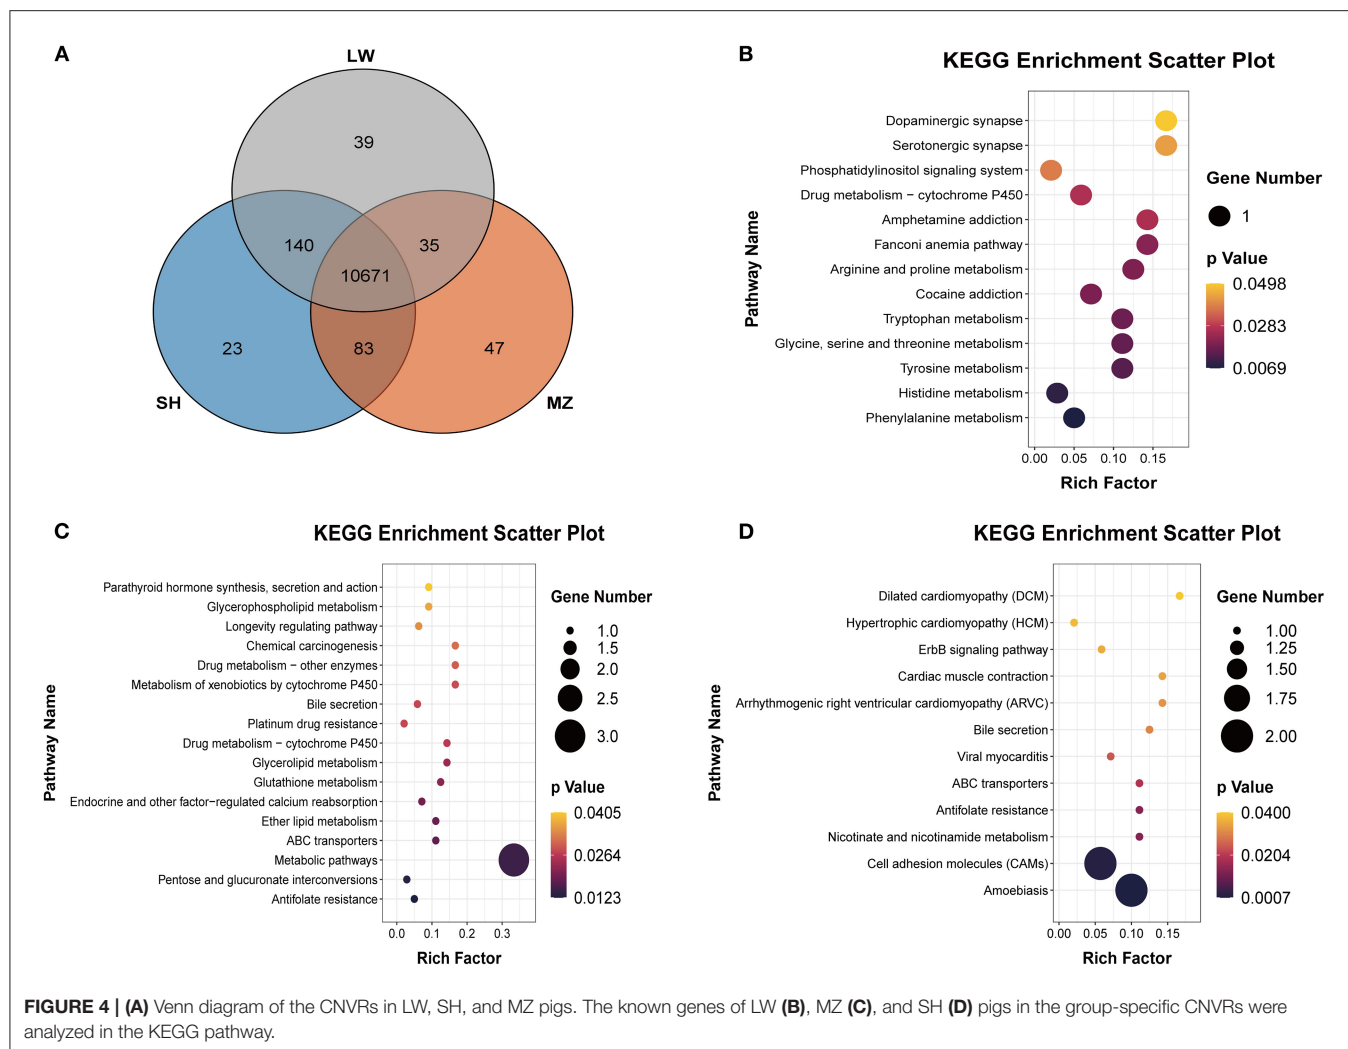 A
LW
39
140
35
10671
23
83
47
SH
MZ
B
KEGG Enrichment Scatter Plot
Pathway Name
Dopaminergic synapse
Serotonergic synapse
Phosphatidylinositol signaling system
Drug metabolism − cytochrome P450
Amphetamine addiction
Fanconi anemia pathway
Arginine and proline metabolism
Cocaine addiction
Tryptophan metabolism
Glycine, serine and threonine metabolism
Tyrosine metabolism
Histidine metabolism
Phenylalanine metabolism
0.00 0.05 0.10 0.15
Rich Factor
Gene Number
1
p Value
0.0498
0.0283
0.0069
C
KEGG Enrichment Scatter Plot
Pathway Name
Parathyroid hormone synthesis, secretion and action
Glycerophospholipid metabolism
Longevity regulating pathway
Chemical carcinogenesis
Drug metabolism − other enzymes
Metabolism of xenobiotics by cytochrome P450
Bile secretion
Platinum drug resistance
Drug metabolism − cytochrome P450
Glycerolipid metabolism
Glutathione metabolism
Endocrine and other factor−regulated calcium reabsorption
Ether lipid metabolism
ABC transporters
Metabolic pathways
Pentose and glucuronate interconversions
Antifolate resistance
0.0 0.1 0.2 0.3
Rich Factor
Gene Number
1.0
1.5
2.0
2.5
3.0
p Value
0.0405
0.0264
0.0123
D
KEGG Enrichment Scatter Plot
Pathway Name
Dilated cardiomyopathy (DCM)
Hypertrophic cardiomyopathy (HCM)
ErbB signaling pathway
Cardiac muscle contraction
Arrhythmogenic right ventricular cardiomyopathy (ARVC)
Bile secretion
Viral myocarditis
ABC transporters
Antifolate resistance
Nicotinate and nicotinamide metabolism
Cell adhesion molecules (CAMs)
Amoebiasis
0.00 0.05 0.10 0.15
Rich Factor
Gene Number
1.00
1.25
1.50
1.75
2.00
p Value
0.0400
0.0204
0.0007
FIGURE 4 | (A) Venn diagram of the CNVRs in LW, SH, and MZ pigs. The known genes of LW (B), MZ (C), and SH (D) pigs in the group-specific CNVRs were
analyzed in the KEGG pathway.